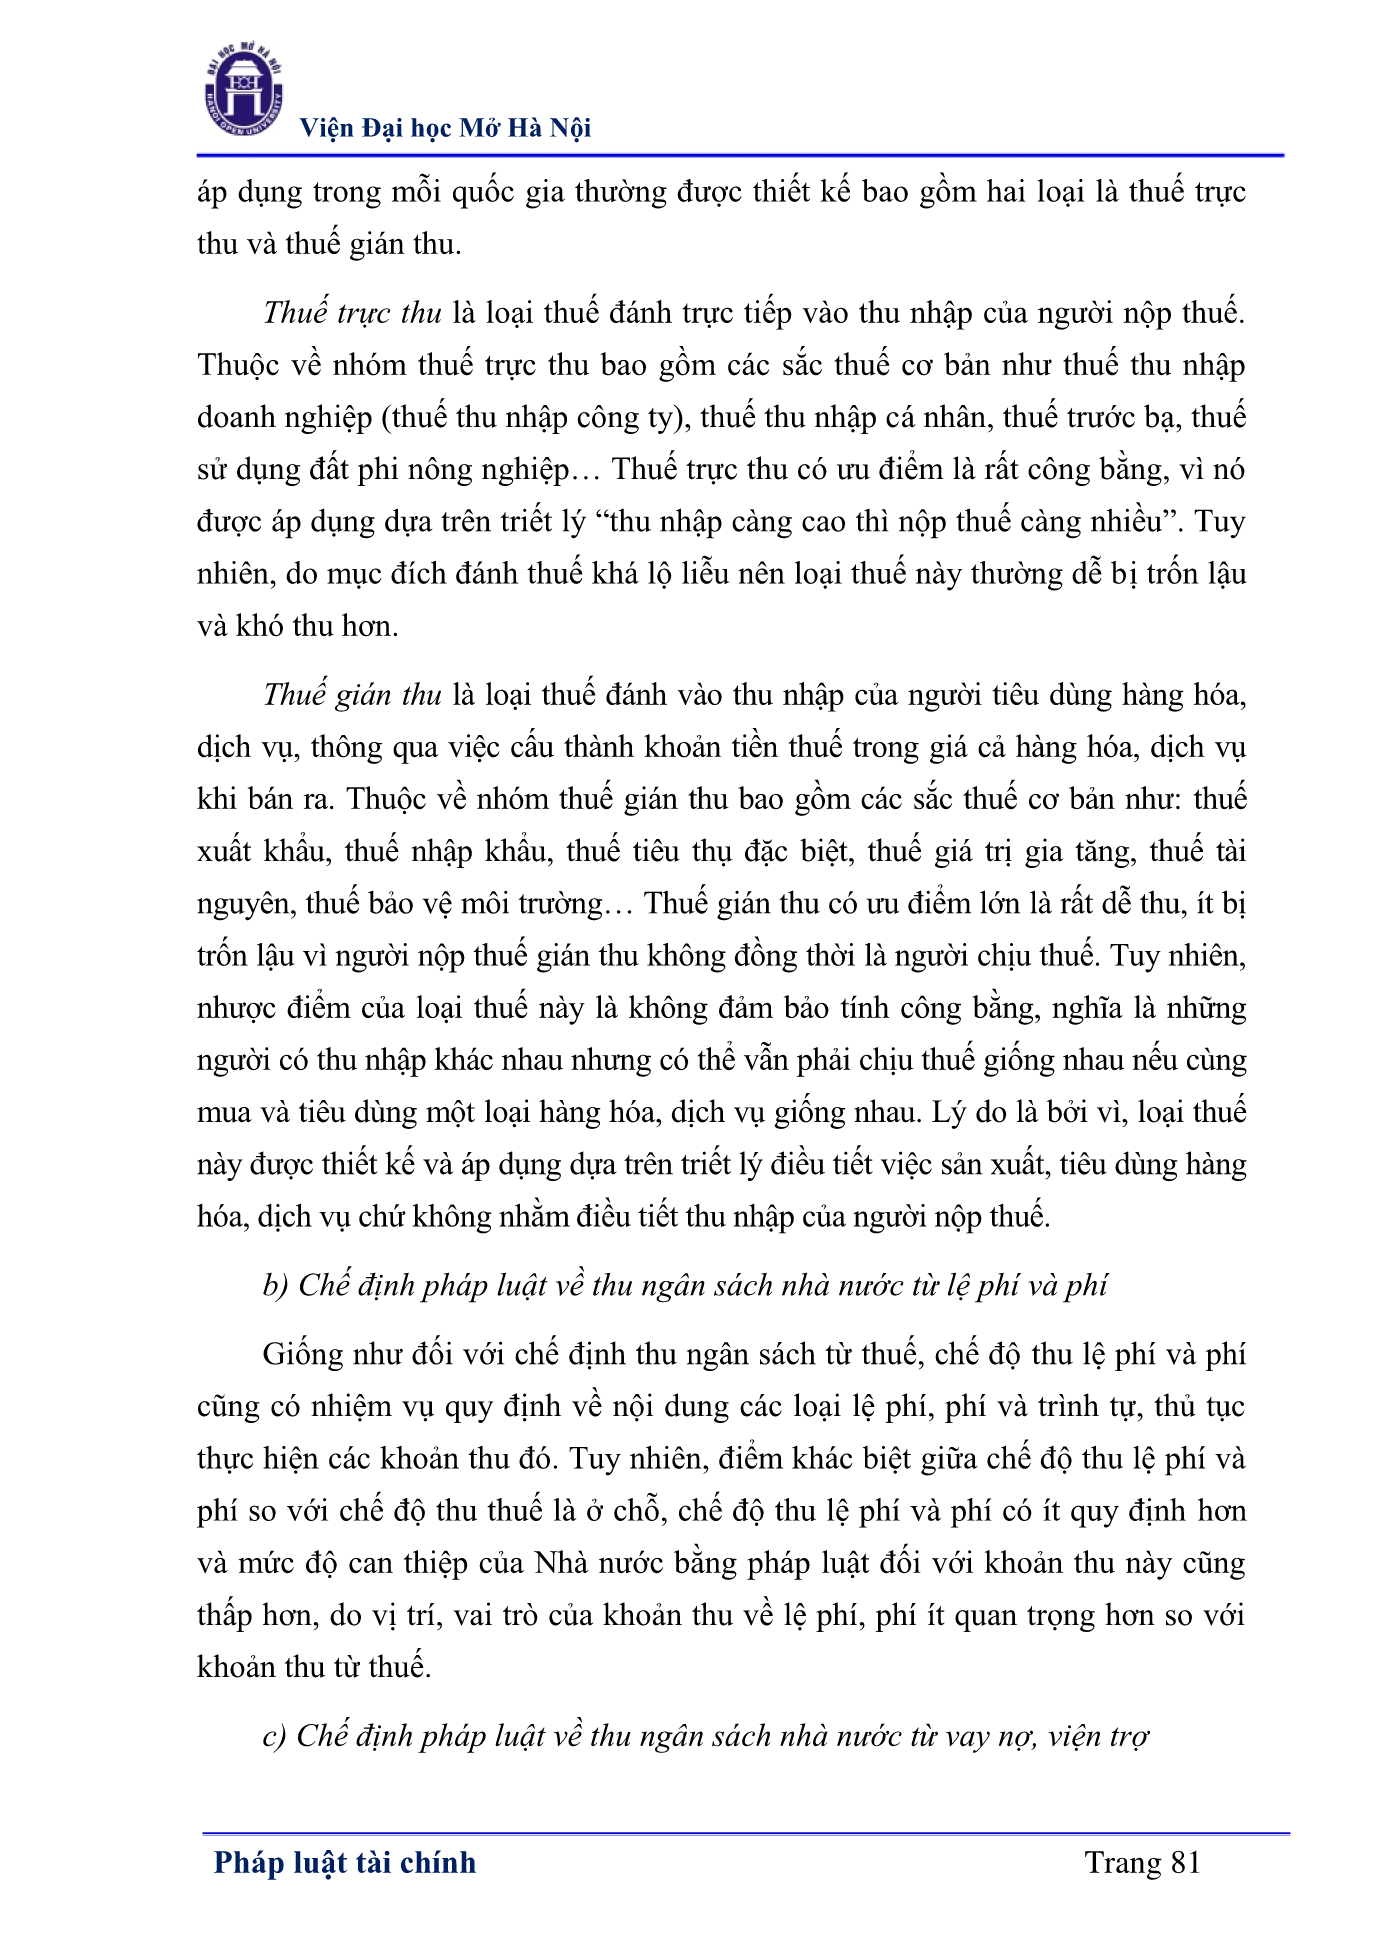 ĐẠI HỌC MỞ HÀ NỘI
HANOI OPEN UNIVERSITY
Viện Đại học Mở Hà Nội
áp dụng trong mỗi quốc gia thường được thiết kế bao gồm hai loại là thuế trực
thu và thuế gián thu.
Thuế trực thu là loại thuế đánh trực tiếp vào thu nhập của người nộp thuế.
Thuộc về nhóm thuế trực thu bao gồm các sắc thuế cơ bản như thuế thu nhập
doanh nghiệp (thuế thu nhập công ty), thuế thu nhập cá nhân, thuế trước bạ, thuế
sử dụng đất phi nông nghiệp… Thuế trực thu có ưu điểm là rất công bằng, vì nó
được áp dụng dựa trên triết lý “thu nhập càng cao thì nộp thuế càng nhiều”. Tuy
nhiên, do mục đích đánh thuế khá lộ liễu nên loại thuế này thường dễ bị trốn lậu
và khó thu hơn.
Thuế gián thu là loại thuế đánh vào thu nhập của người tiêu dùng hàng hóa,
dịch vụ, thông qua việc cấu thành khoản tiền thuế trong giá cả hàng hóa, dịch vụ
khi bán ra. Thuộc về nhóm thuế gián thu bao gồm các sắc thuế cơ bản như: thuế
xuất khẩu, thuế nhập khẩu, thuế tiêu thụ đặc biệt, thuế giá trị gia tăng, thuế tài
nguyên, thuế bảo vệ môi trường… Thuế gián thu có ưu điểm lớn là rất dễ thu, ít bị
trốn lậu vì người nộp thuế gián thu không đồng thời là người chịu thuế. Tuy nhiên,
nhược điểm của loại thuế này là không đảm bảo tính công bằng, nghĩa là những
người có thu nhập khác nhau nhưng có thể vẫn phải chịu thuế giống nhau nếu cùng
mua và tiêu dùng một loại hàng hóa, dịch vụ giống nhau. Lý do là bởi vì, loại thuế
này được thiết kế và áp dụng dựa trên triết lý điều tiết việc sản xuất, tiêu dùng hàng
hóa, dịch vụ chứ không nhằm điều tiết thu nhập của người nộp thuế.
b) Chế định pháp luật về thu ngân sách nhà nước từ lệ phí và phí
Giống như đối với chế định thu ngân sách từ thuế, chế độ thu lệ phí và phí
cũng có nhiệm vụ quy định về nội dung các loại lệ phí, phí và trình tự, thủ tục
thực hiện các khoản thu đó. Tuy nhiên, điểm khác biệt giữa chế độ thu lệ phí và
phí so với chế độ thu thuế là ở chỗ, chế độ thu lệ phí và phí có ít quy định hơn
và mức độ can thiệp của Nhà nước bằng pháp luật đối với khoản thu này cũng
thấp hơn, do vị trí, vai trò của khoản thu về lệ phí, phí ít quan trọng hơn so với
khoản thu từ thuế.
c) Chế định pháp luật về thu ngân sách nhà nước từ vay nợ, viện trợ
Pháp luật tài chính
Trang 81